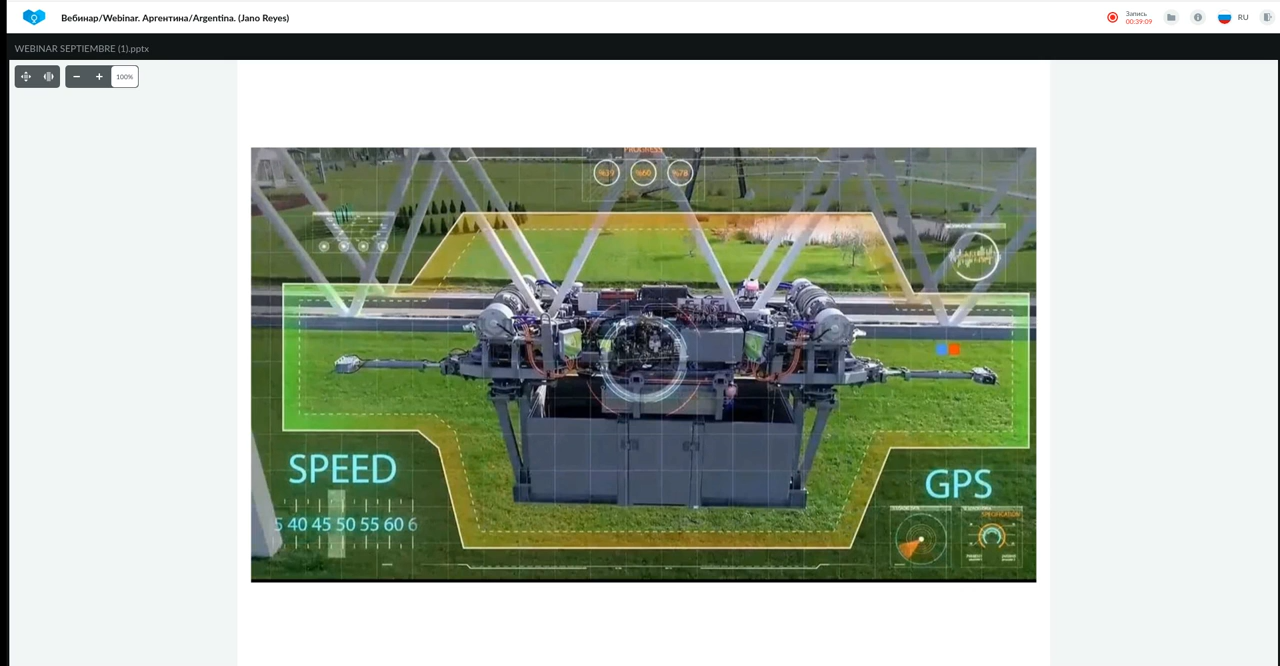 Вебинар/Webinar. Аргентина/Argentina. (Jano Reyes)
Запись
00:39:09
RU
WEBINAR SEPTIEMBRE (1).pptx
100%
PROGRESS
%39 %60 %78
SPEED
5 40 45 50 55 60 6
GPS
SPECIFICATION